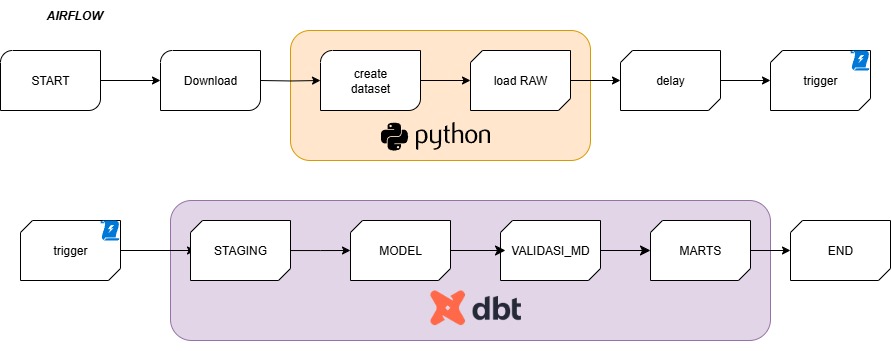 AIRFLOW
START
Download
create
dataset
load RAW
delay
trigger
python
trigger
STAGING
MODEL
VALIDASI_MD
MARTS
END
dbt